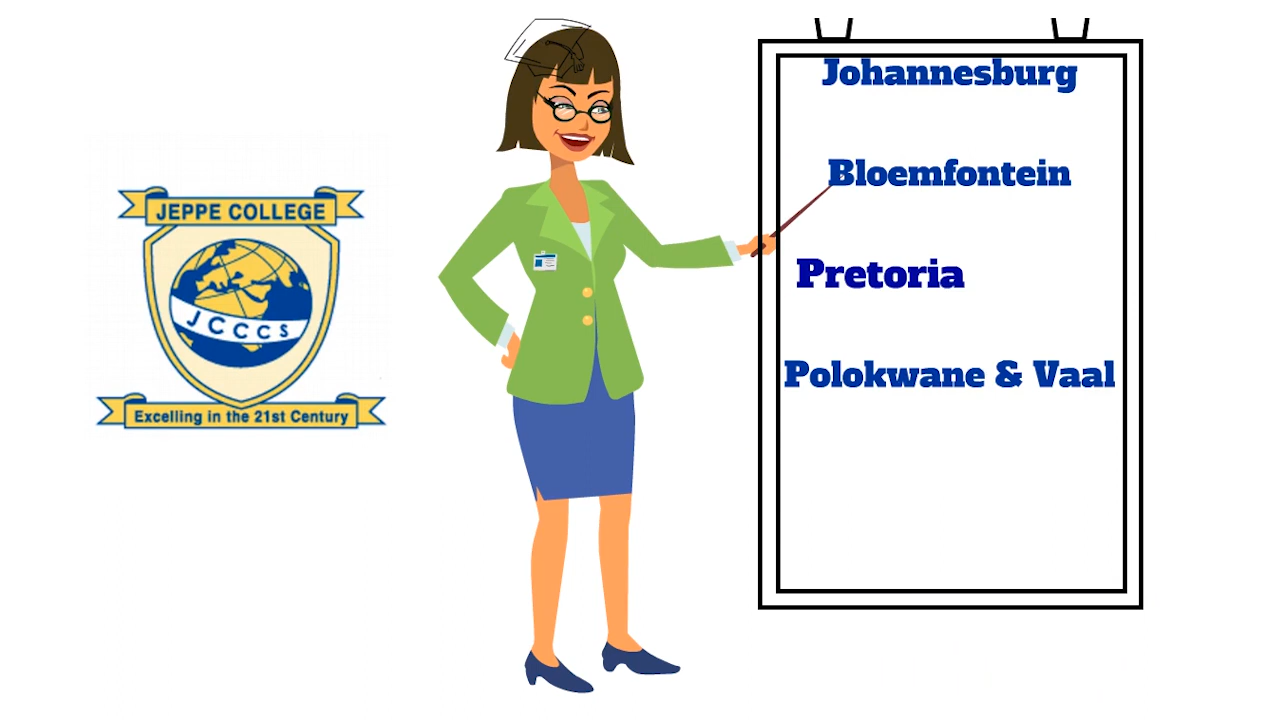 JEPPE COLLEGE
JCCCS
Excelling in the 21st Century
Johannesburg
Bloemfontein
Pretoria
Polokwane & Vaal